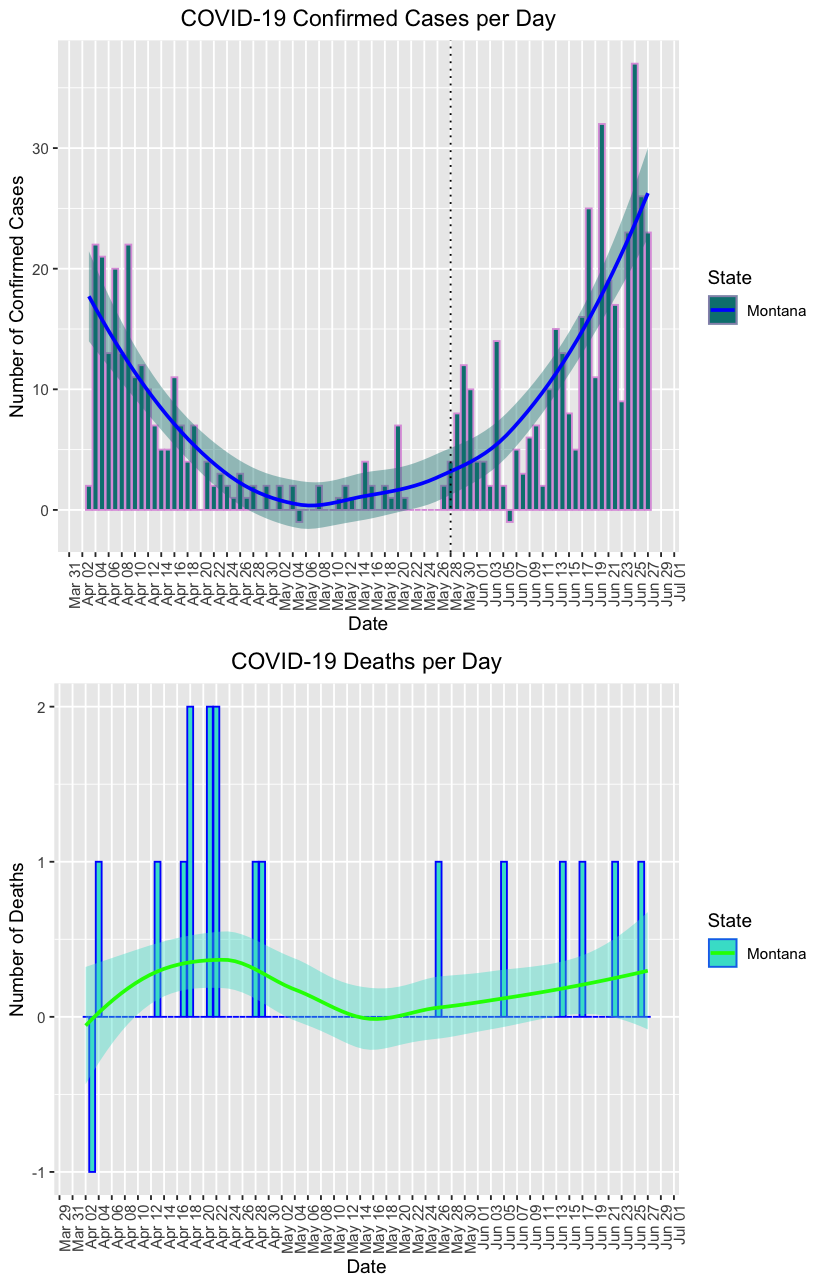 COVID-19 Confirmed Cases per Day
Number of Confirmed Cases
30
20
10
0
Mar 31
Apr 02
Apr 04
Apr 06
Apr 08
Apr 10
Apr 12
Apr 14
Apr 16
Apr 18
Apr 20
Apr 22
Apr 24
Apr 26
Apr 28
Apr 30
May 02
May 04
May 06
May 08
May 10
May 12
May 14
May 16
May 18
May 20
May 22
May 24
May 26
May 28
May 30
Jun 01
Jun 03
Jun 05
Jun 07
Jun 09
Jun 11
Jun 13
Jun 15
Jun 17
Jun 19
Jun 21
Jun 23
Jun 25
Jun 27
Jun 29
Jul 01
Date
State
Montana
COVID-19 Deaths per Day
Number of Deaths
2
1
0
-1
Mar 29
Mar 31
Apr 02
Apr 04
Apr 06
Apr 08
Apr 10
Apr 12
Apr 14
Apr 16
Apr 18
Apr 20
Apr 22
Apr 24
Apr 26
Apr 28
Apr 30
May 02
May 04
May 06
May 08
May 10
May 12
May 14
May 16
May 18
May 20
May 22
May 24
May 26
May 28
May 30
Jun 01
Jun 03
Jun 05
Jun 07
Jun 09
Jun 11
Jun 13
Jun 15
Jun 17
Jun 19
Jun 21
Jun 23
Jun 25
Jun 27
Jun 29
Jul 01
Date
State
Montana